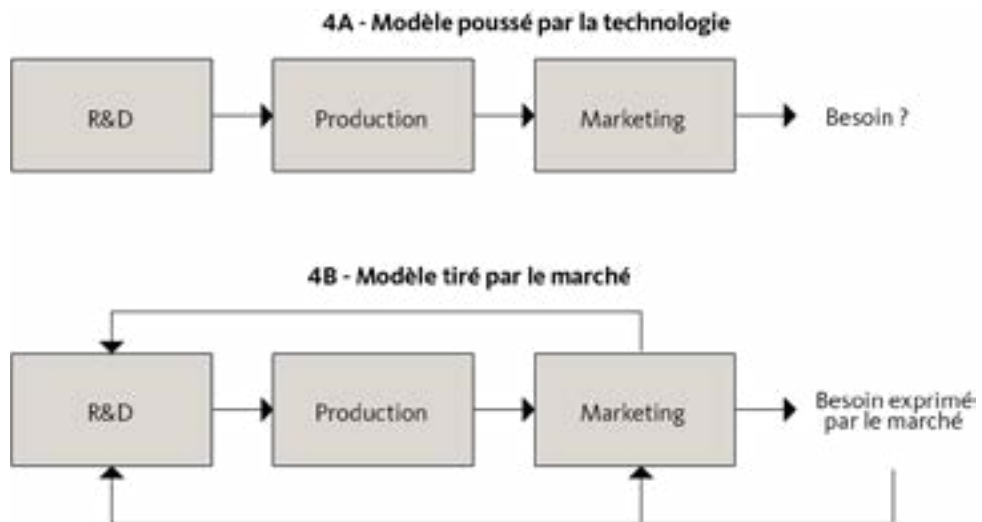 4A - Modèle poussé par la technologie
R&D
Production
Marketing
Besoin ?
4B - Modèle tiré par le marché
R&D
Production
Marketing
Besoin exprimé
par le marché